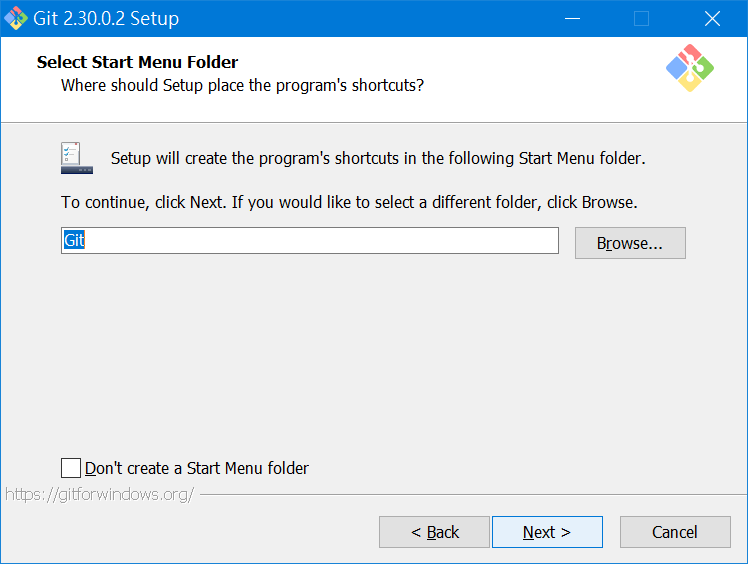 Git 2.30.0.2 Setup
Select Start Menu Folder
Where should Setup place the program's shortcuts?
Setup will create the program's shortcuts in the following Start Menu folder.
To continue, click Next. If you would like to select a different folder, click Browse.
Git
Browse...
Don't create a Start Menu folder
https://gitforwindows.org/
< Back
Next >
Cancel